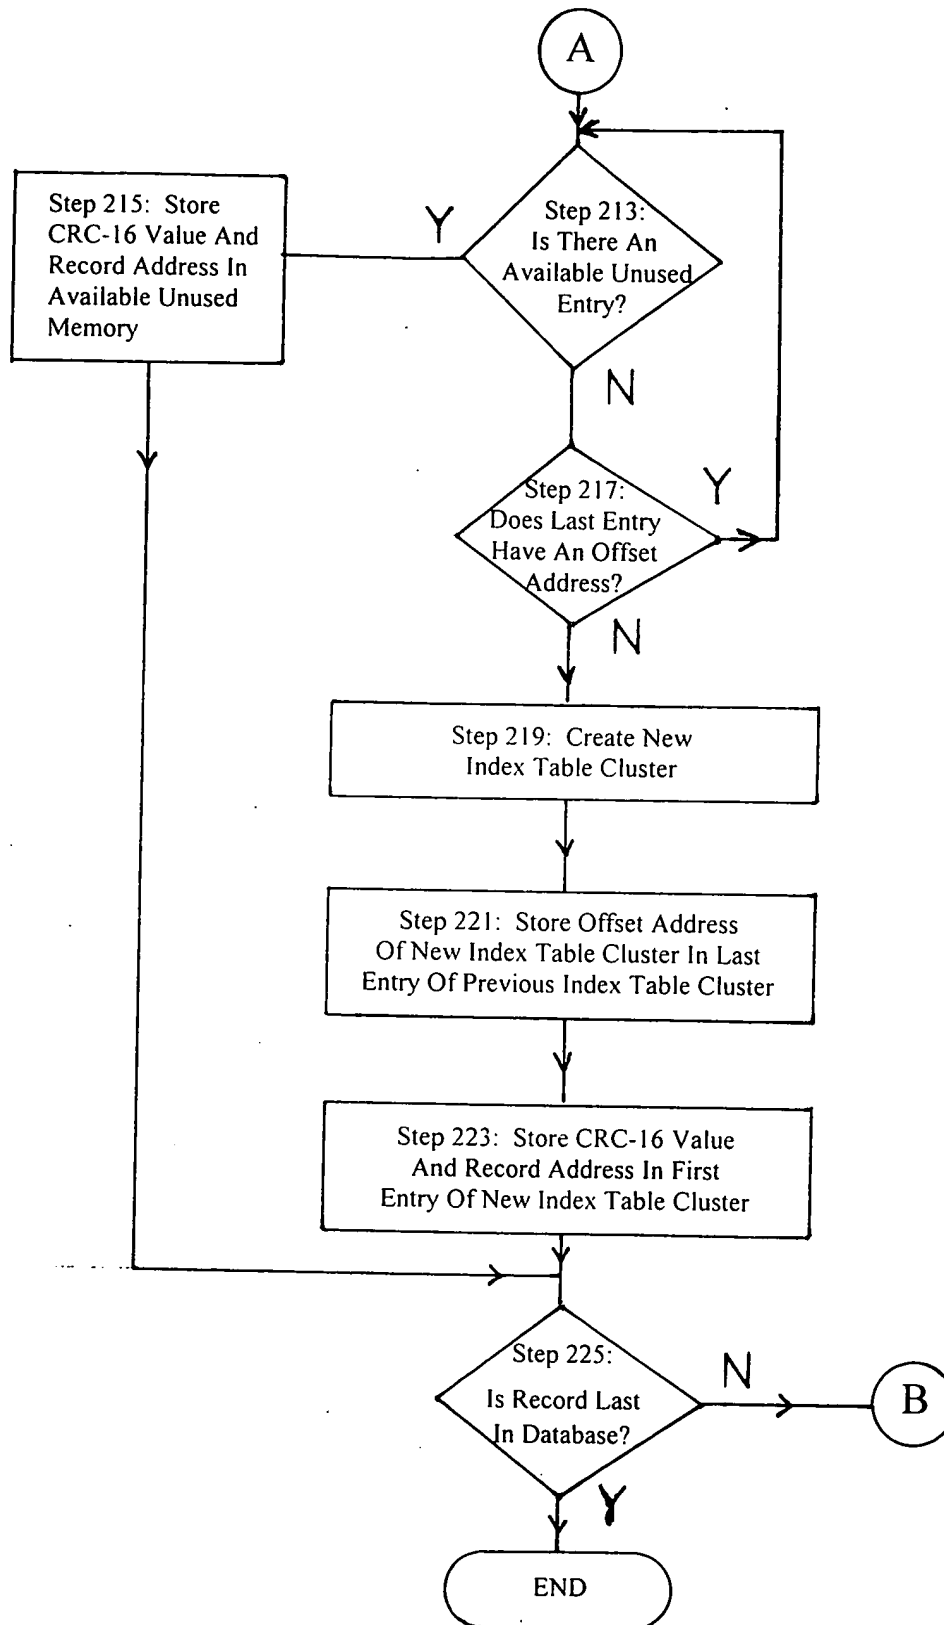 A
Step 213:
Is There An
Available Unused
Entry?
Y
Step 215: Store
CRC-16 Value And
Record Address In
Available Unused
Memory
N
Step 217:
Does Last Entry
Have An Offset
Address?
Y
N
Step 219: Create New
Index Table Cluster
Step 221: Store Offset Address
Of New Index Table Cluster In Last
Entry Of Previous Index Table Cluster
Step 223: Store CRC-16 Value
And Record Address In First
Entry Of New Index Table Cluster
Step 225:
Is Record Last
In Database?
N
B
Y
END